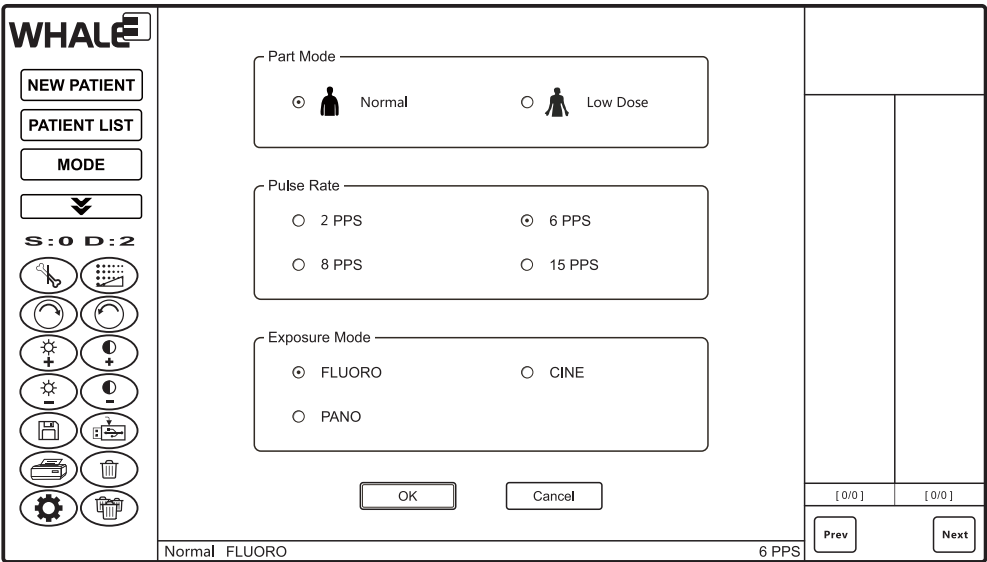 WHALE
NEW PATIENT
PATIENT LIST
MODE
S:0 D:2
Part Mode
Normal
Low Dose
Pulse Rate
2 PPS
6 PPS
8 PPS
15 PPS
Exposure Mode
FLUORO
CINE
PANO
OK
Cancel
Normal FLUORO
6 PPS
[ 0/0 ]
[ 0/0 ]
Prev
Next